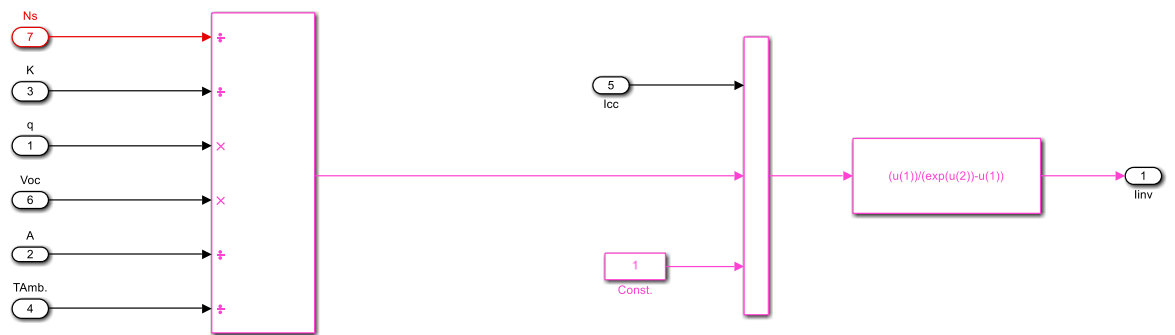 Ns
7
÷
K
3
÷
q
1
×
Voc
6
×
A
2
÷
TAmb.
4
÷
5
Icc
1
Const.
(u(1))/(exp(u(2))-u(1))
1
Iinv